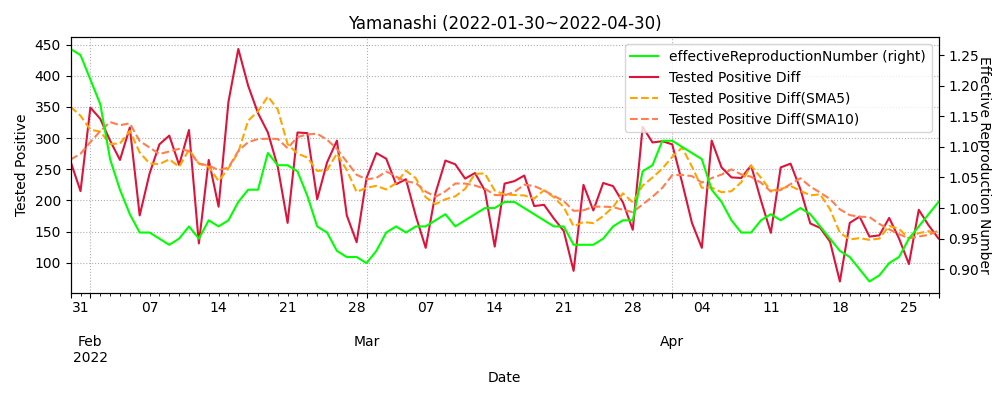 Yamanashi (2022-01-30~2022-04-30)
Tested Positive
450
400
350
300
250
200
150
100
effectiveReproductionNumber (right)
Tested Positive Diff
Tested Positive Diff(SMA5)
Tested Positive Diff(SMA10)
1.25
1.20
1.15
1.10
1.05
1.00
0.95
0.90
Effective Reproduction Number
31 07 14 21 28 07 14 21 28 04 11 18 25
Feb Mar Apr
2022
Date